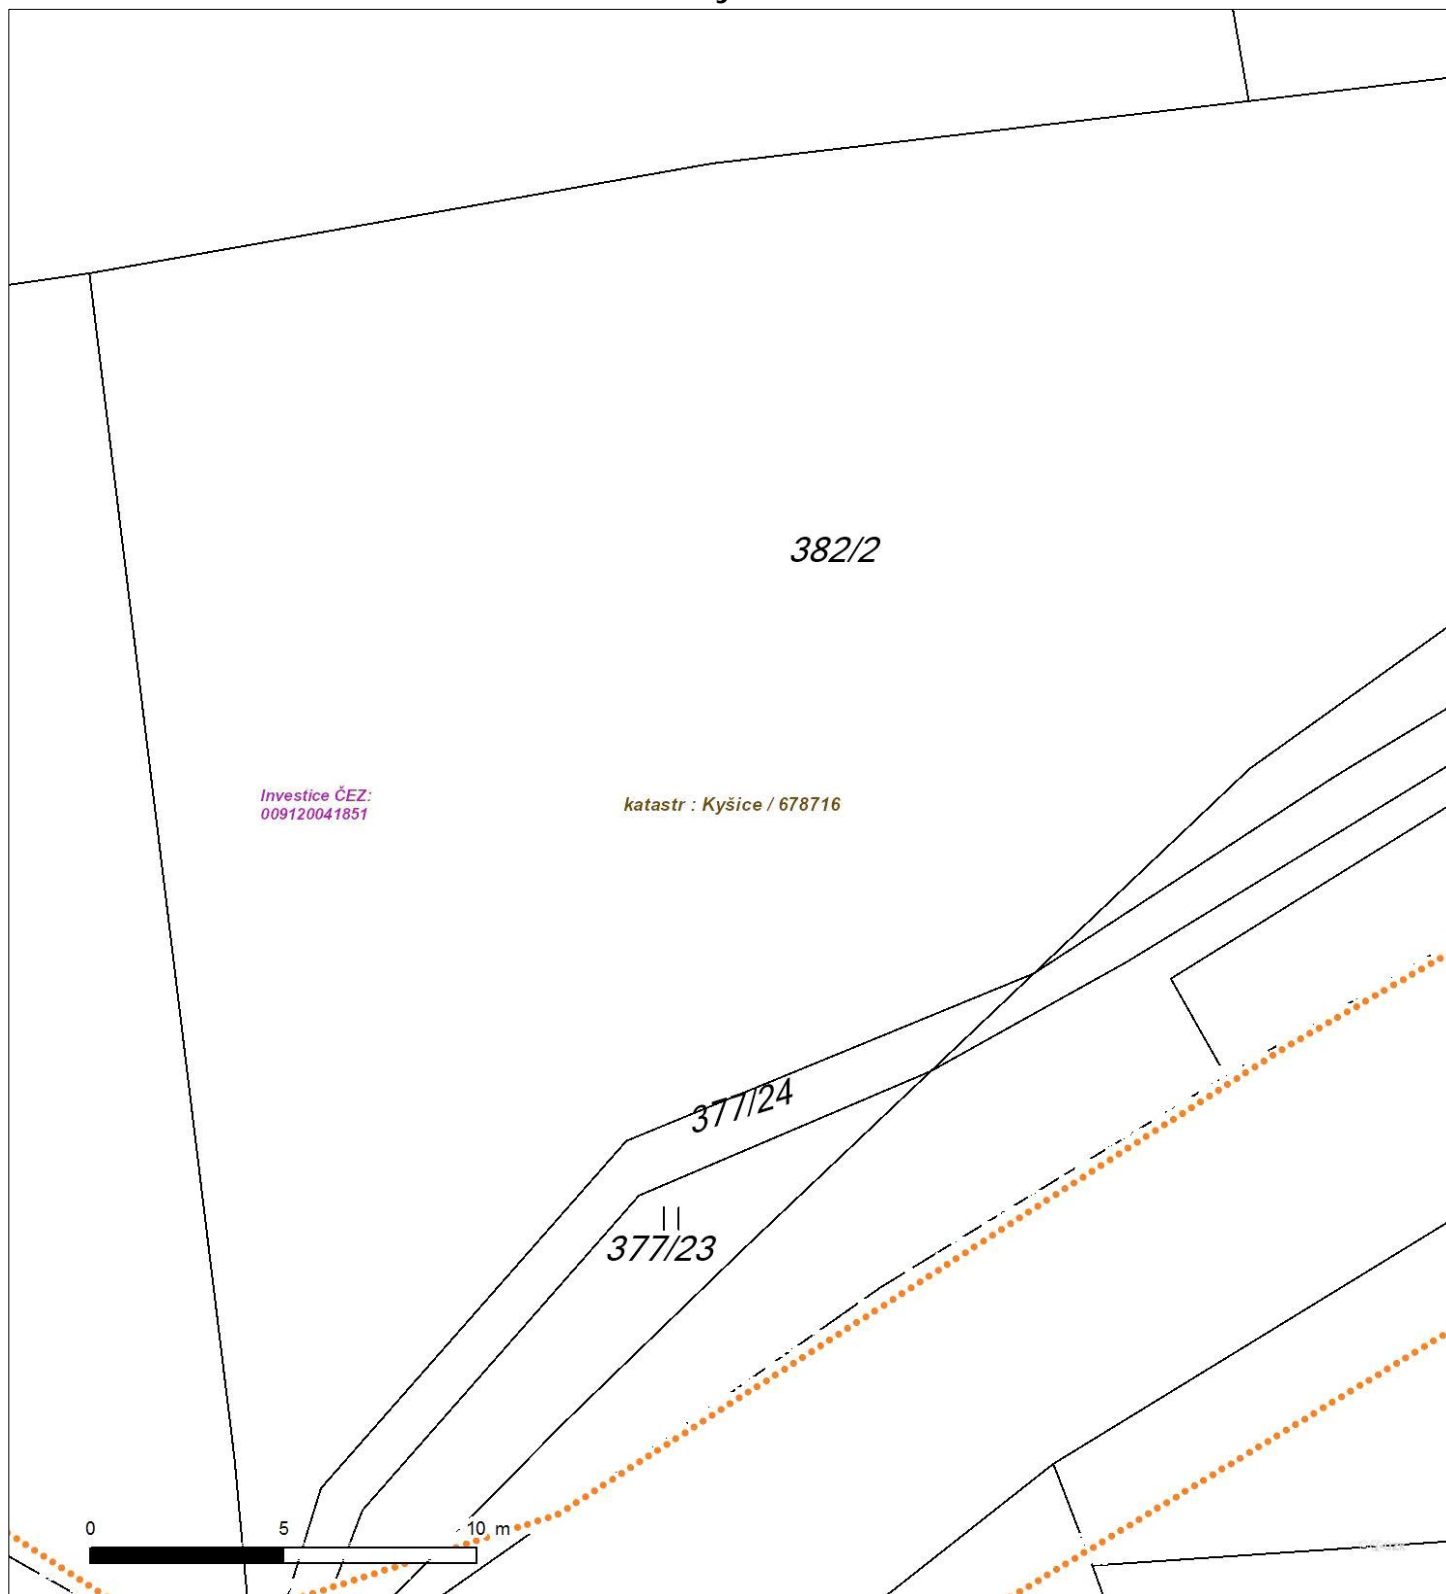 382/2
Investice ČEZ:
009120041851
katastr : Kyšice / 678716
377/24
377/23
0 5 10 m